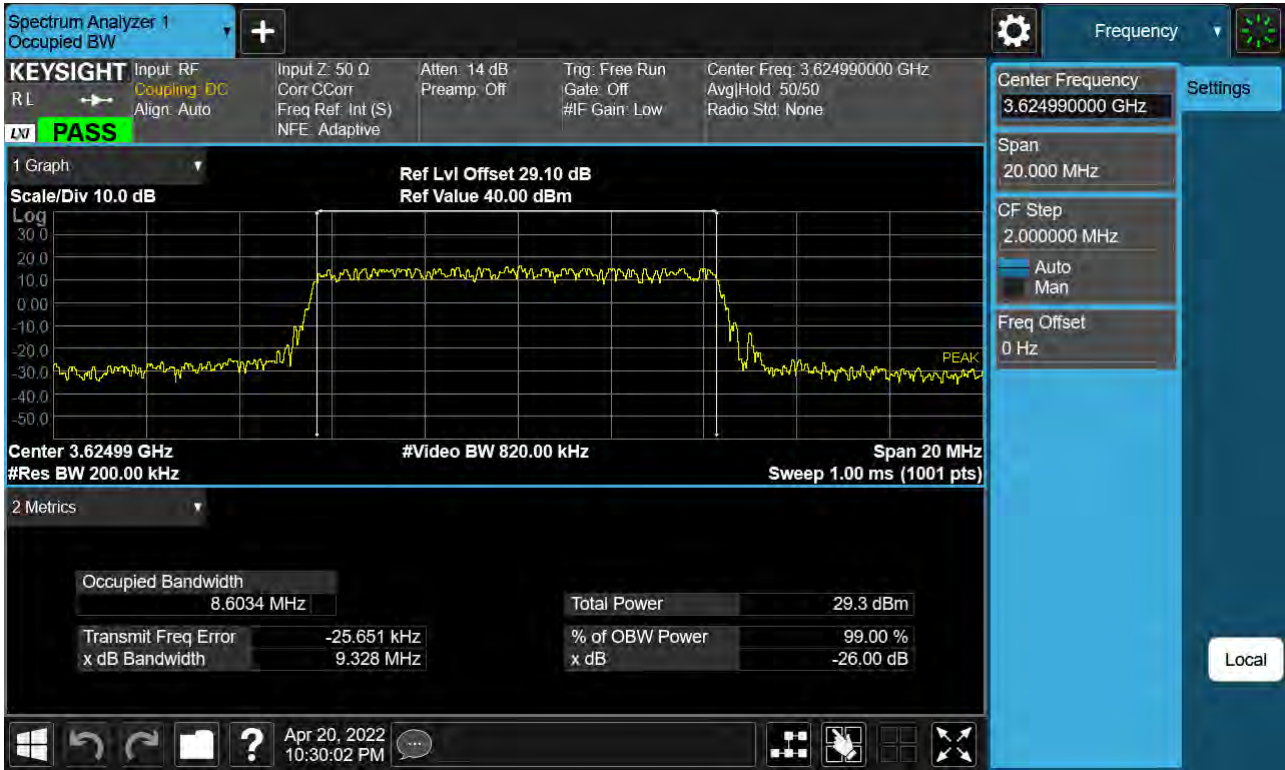 Spectrum Analyzer 1
Occupied BW
+
Frequency
KEYSIGHT
RL
LXI
PASS
Input: RF
Coupling: DC
Align: Auto
Input Z: 50 Ω
Corr CCorr
Freq Ref: Int (S)
NFE: Adaptive
Atten: 14 dB
Preamp: Off
Trig: Free Run
Gate: Off
#IF Gain: Low
Center Freq: 3.624990000 GHz
Avg|Hold: 50/50
Radio Std: None
1 Graph
Scale/Div 10.0 dB
Ref Lvl Offset 29.10 dB
Ref Value 40.00 dBm
Log
30.0
20.0
10.0
0.00
-10.0
-20.0
-30.0
-40.0
-50.0
PEAK
Center 3.62499 GHz
#Video BW 820.00 kHz
Span 20 MHz
#Res BW 200.00 kHz
Sweep 1.00 ms (1001 pts)
2 Metrics
Occupied Bandwidth
8.6034 MHz
Transmit Freq Error -25.651 kHz
x dB Bandwidth 9.328 MHz
Total Power 29.3 dBm
% of OBW Power 99.00 %
x dB -26.00 dB
Center Frequency
3.624990000 GHz
Span
20.000 MHz
CF Step
2.000000 MHz
Auto
Man
Freq Offset
0 Hz
Settings
Local
?
Apr 20, 2022
10:30:02 PM